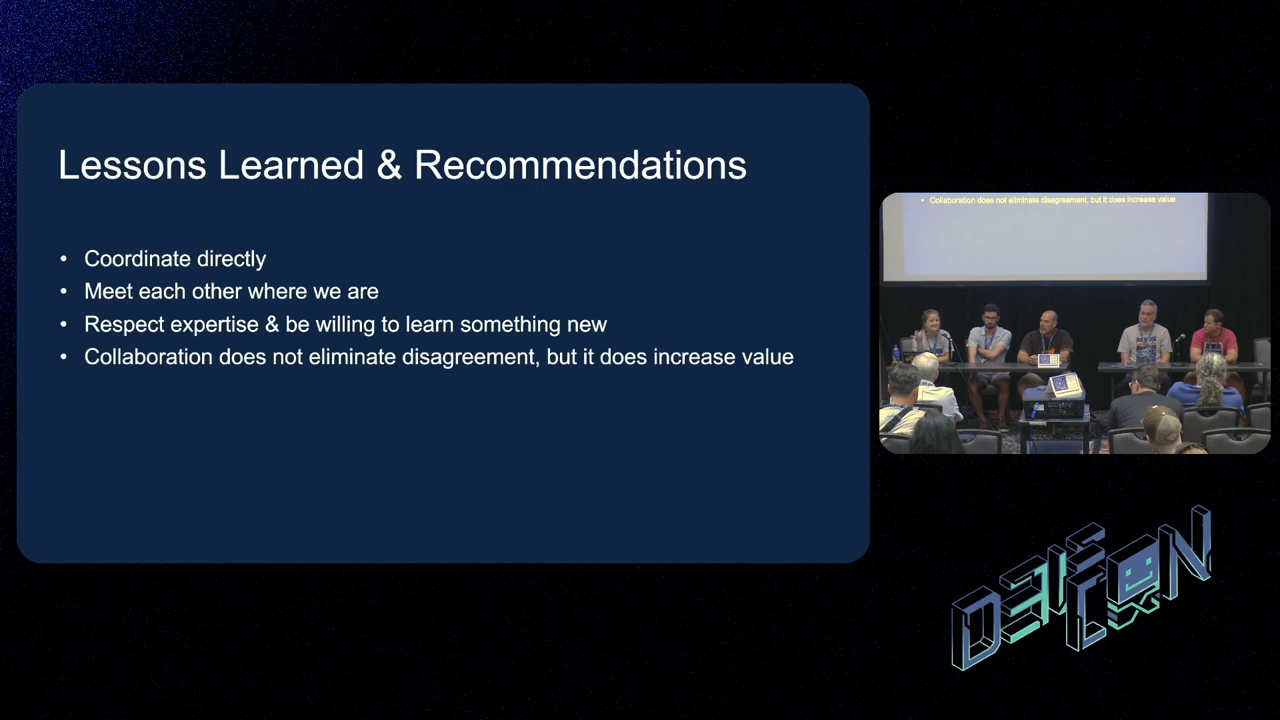 Lessons Learned & Recommendations
• Coordinate directly
• Meet each other where we are
• Respect expertise & be willing to learn something new
• Collaboration does not eliminate disagreement, but it does increase value
• Collaboration does not eliminate disagreement, but it does increase value
DEF
CON